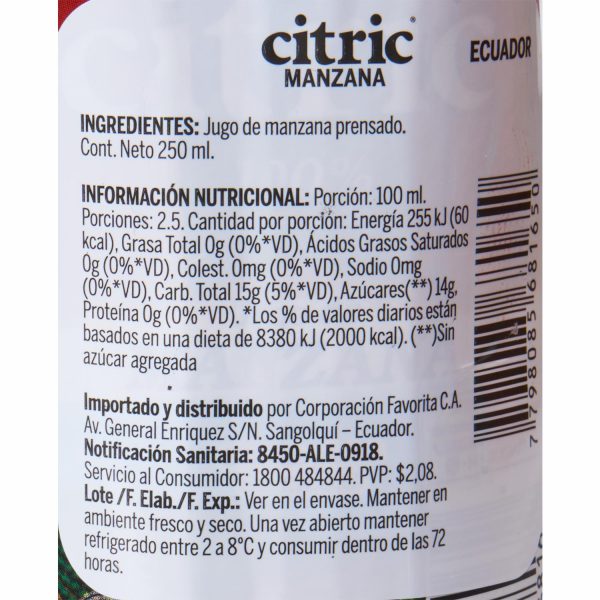 citric®
MANZANA
ECUADOR
INGREDIENTES: Jugo de manzana prensado.
Cont. Neto 250 ml.
INFORMACIÓN NUTRICIONAL: Porción: 100 ml.
Porciones: 2.5. Cantidad por porción: Energía 255 kJ (60
kcal), Grasa Total 0g (0%*VD), Ácidos Grasos Saturados
0g (0%*VD), Colest. 0mg (0%*VD), Sodio 0mg
(0%*VD), Carb. Total 15g (5%*VD), Azúcares(**) 14g,
Proteína 0g (0%*VD). *Los % de valores diarios están
basados en una dieta de 8380 kJ (2000 kcal). (**)Sin
azúcar agregada
Importado y distribuido por Corporación Favorita C.A.
Av. General Enriquez S/N. Sangolquí – Ecuador.
Notificación Sanitaria: 8450-ALE-0918.
Servicio al Consumidor: 1800 484844. PVP: $2,08.
Lote /F. Elab./F. Exp.: Ver en el envase. Mantener en
ambiente fresco y seco. Una vez abierto mantener
refrigerado entre 2 a 8°C y consumir dentro de las 72
horas.
7 798085 681650